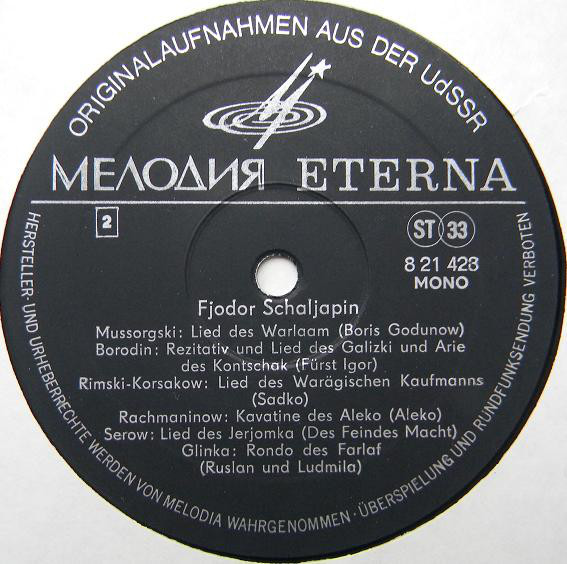 ORIGINALAUFNAHMEN AUS DER UdSSR
МЕЛОДИЯ ETERNA
2
ST 33
8 21 428
MONO
Fjodor Schaljapin
Mussorgski: Lied des Warlaam (Boris Godunow)
Borodin: Rezitativ und Lied des Galizki und Arie
des Kontschak (Fürst Igor)
Rimski-Korsakow: Lied des Warägischen Kaufmanns
(Sadko)
Rachmaninow: Kavatine des Aleko (Aleko)
Serow: Lied des Jerjomka (Des Feindes Macht)
Glinka: Rondo des Farlaf
(Ruslan und Ludmila)
HERSTELLER- UND URHEBERRECHTE WERDEN VON MELODIA WAHRGENOMMEN · ÜBERSPIELUNG UND RUNDFUNKSENDUNG VERBOTEN